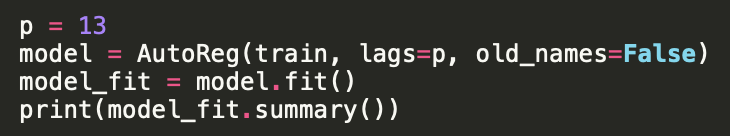 p = 13
model = AutoReg(train, lags=p, old_names=False)
model_fit = model.fit()
print(model_fit.summary())